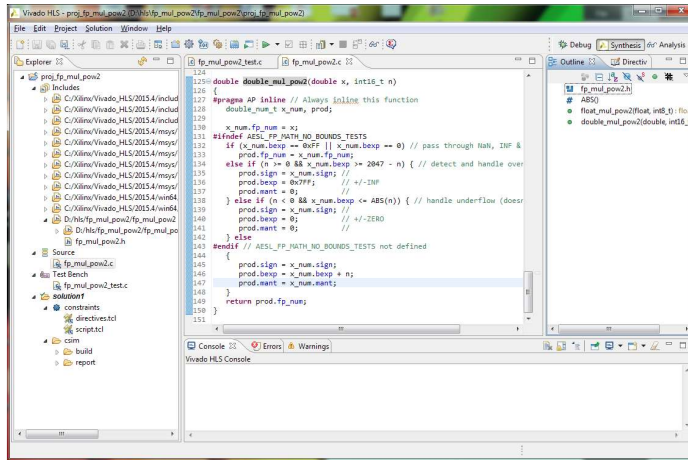 Vivado HLS - proj_fp_mul_pow2 (D:\hls\fp_mul_pow2\fp_mul_pow2\proj_fp_mul_pow2)
File Edit Project Solution Window Help
Debug Synthesis Analysis
Explorer
proj_fp_mul_pow2
Includes
C:/Xilinx/Vivado_HLS/2015.4/includ
C:/Xilinx/Vivado_HLS/2015.4/includ
C:/Xilinx/Vivado_HLS/2015.4/includ
C:/Xilinx/Vivado_HLS/2015.4/msys/
C:/Xilinx/Vivado_HLS/2015.4/msys/
C:/Xilinx/Vivado_HLS/2015.4/msys/
C:/Xilinx/Vivado_HLS/2015.4/msys/
C:/Xilinx/Vivado_HLS/2015.4/win64
C:/Xilinx/Vivado_HLS/2015.4/win64
D:/hls/fp_mul_pow2/fp_mul_pow2
D:/hls/fp_mul_pow2/fp_mul_po
fp_mul_pow2.h
Source
fp_mul_pow2.c
Test Bench
fp_mul_pow2_test.c
solution1
constraints
directives.tcl
script.tcl
csim
build
report
fp_mul_pow2_test.c fp_mul_pow2.c
124
125 double double_mul_pow2(double x, int16_t n)
126 {
127 #pragma AP inline // Always inline this function
128 double_num_t x_num, prod;
129
130 x_num.fp_num = x;
131 #ifndef AESL_FP_MATH_NO_BOUNDS_TESTS
132 if (x_num.bexp == 0xFF || x_num.bexp == 0) // pass through NaN, INF &
133 prod.fp_num = x_num.fp_num;
134 else if (n >= 0 && x_num.bexp >= 2047 - n) { // detect and handle over
135 prod.sign = x_num.sign; //
136 prod.bexp = 0x7FF; // +/-INF
137 prod.mant = 0; //
138 } else if (n < 0 && x_num.bexp <= ABS(n)) { // handle underflow (doesn
139 prod.sign = x_num.sign; //
140 prod.bexp = 0; // +/-ZERO
141 prod.mant = 0; //
142 } else
143 #endif // AESL_FP_MATH_NO_BOUNDS_TESTS not defined
144 {
145 prod.sign = x_num.sign;
146 prod.bexp = x_num.bexp + n;
147 prod.mant = x_num.mant;
148 }
149 return prod.fp_num;
150 }
151
Outline Directiv
fp_mul_pow2.h
# ABS()
float_mul_pow2(float, int8_t) : flo
double_mul_pow2(double, int16_
Console Errors Warnings
Vivado HLS Console